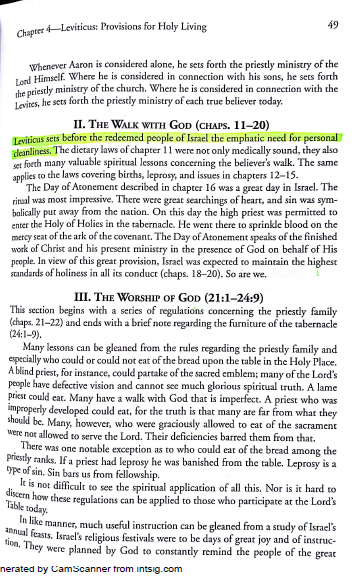 Chapter 4—Leviticus: Provisions for Holy Living 49
Whenever Aaron is considered alone, he sets forth the priestly ministry of the
Lord Himself. Where he is considered in connection with his sons, he sets forth
the priestly ministry of the church. Where he is considered in connection with the
Levites, he sets forth the priestly ministry of each true believer today.
II. The Walk with God (chaps. 11–20)
Leviticus sets before the redeemed people of Israel the emphatic need for personal
cleanliness. The dietary laws of chapter 11 were not only medically sound, they also
set forth many valuable spiritual lessons concerning the believer's walk. The same
applies to the laws covering births, leprosy, and issues in chapters 12–15.
The Day of Atonement described in chapter 16 was a great day in Israel. The
ritual was most impressive. There were great searchings of heart, and sin was sym-
bolically put away from the nation. On this day the high priest was permitted to
enter the Holy of Holies in the tabernacle. He went there to sprinkle blood on the
mercy seat of the ark of the covenant. The Day of Atonement speaks of the finished
work of Christ and his present ministry in the presence of God on behalf of His
people. In view of this great provision, Israel was expected to maintain the highest
standards of holiness in all its conduct (chaps. 18–20). So are we.
III. The Worship of God (21:1–24:9)
This section begins with a series of regulations concerning the priestly family
(chaps. 21–22) and ends with a brief note regarding the furniture of the tabernacle
(24:1–9).
Many lessons can be gleaned from the rules regarding the priestly family and
especially who could or could not eat of the bread upon the table in the Holy Place.
A blind priest, for instance, could partake of the sacred emblem; many of the Lord's
people have defective vision and cannot see much glorious spiritual truth. A lame
priest could eat. Many have a walk with God that is imperfect. A priest who was
improperly developed could eat, for the truth is that many are far from what they
should be. Many, however, who were graciously allowed to eat of the sacrament
were not allowed to serve the Lord. Their deficiencies barred them from that.
There was one notable exception as to who could eat of the bread among the
priestly ranks. If a priest had leprosy he was banished from the table. Leprosy is a
type of sin. Sin bars us from fellowship.
It is not difficult to see the spiritual application of all this. Nor is it hard to
discern how these regulations can be applied to those who participate at the Lord's
Table today.
In like manner, much useful instruction can be gleaned from a study of Israel's
annual feasts. Israel's religious festivals were to be days of great joy and of instruc-
tion. They were planned by God to constantly remind the people of the great
nerated by CamScanner from intsig.com